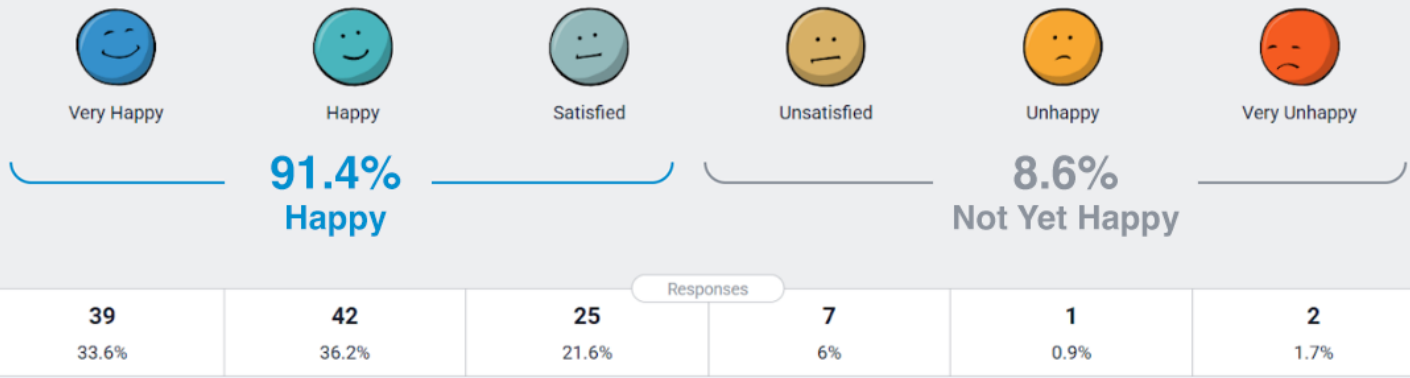 Very Happy Happy Satisfied Unsatisfied Unhappy Very Unhappy
91.4% 8.6%
Happy Not Yet Happy
Responses
39 42 25 7 1 2
33.6% 36.2% 21.6% 6% 0.9% 1.7%